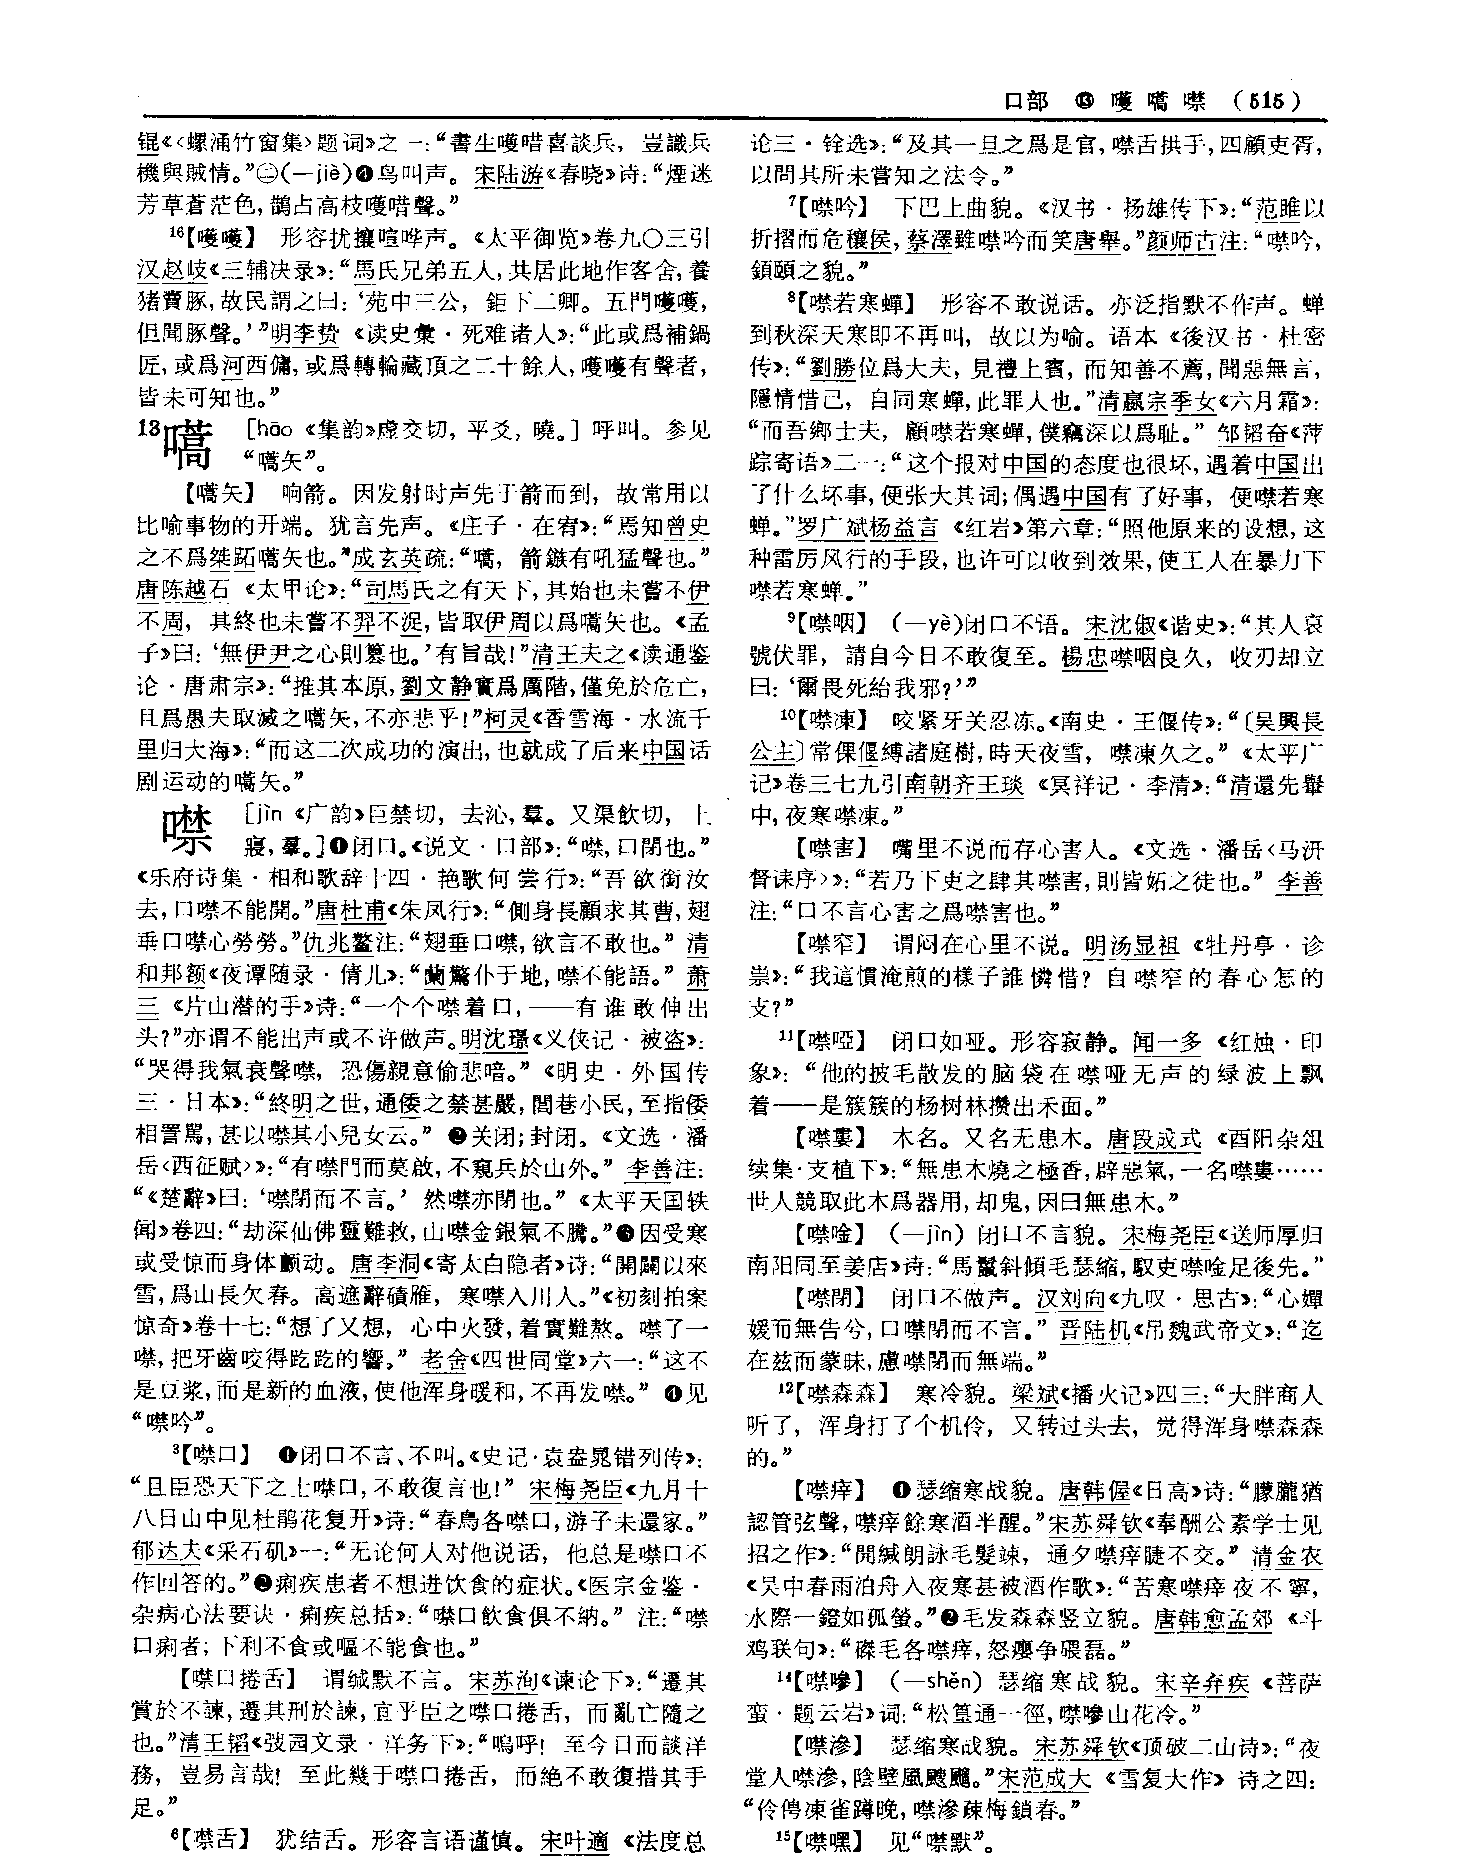 口部 ⑬ 嚄 嚆 噤 (515)
锟《〈螺涌竹窗集〉题词》之一:“書生嚄唶喜談兵, 豈識兵
機與賊情。”㊂(—jiè)❹鸟叫声。 宋陆游《春晓》诗:“煙迷
芳草蒼茫色,鵲占高枝嚄唶聲。”
16【嚄嚄】 形容扰攘喧哗声。《太平御览》卷九〇三引
汉赵岐《三辅决录》:“馬氏兄弟五人,共居此地作客舍,養
猪賣豚,故民謂之曰:‘苑中三公, 鉅下二卿。五門嚄嚄,
但聞豚聲。’”明李贽《读史彙·死难诸人》:“此或爲補鍋
匠,或爲河西傭,或爲轉輪藏頂之二十餘人,嚄嚄有聲者,
皆未可知也。”
13嚆 [hāo《集韵》虚交切, 平爻, 曉。] 呼叫。参见
“嚆矢”。
【嚆矢】 响箭。因发射时声先于箭而到, 故常用以
比喻事物的开端。犹言先声。《庄子·在宥》:“焉知曾史
之不爲桀跖嚆矢也。”成玄英疏:“嚆, 箭鏃有吼猛聲也。”
唐陈越石《太甲论》:“司馬氏之有天下,其始也未嘗不伊
不周, 其終也未嘗不羿不浞,皆取伊周以爲嚆矢也。《孟
子》曰:‘無伊尹之心則篡也。’有旨哉!”清王夫之《读通鉴
论·唐肃宗》:“推其本原,劉文静實爲厲階,僅免於危亡,
且爲愚夫取滅之嚆矢,不亦悲乎!”柯灵《香雪海·水流千
里归大海》:“而这二次成功的演出,也就成了后来中国话
剧运动的嚆矢。”
噤 [jìn《广韵》巨禁切, 去沁,羣。又渠飲切, 上
寢,羣。]❶闭口。《说文·口部》:“噤,口閉也。”
《乐府诗集·相和歌辞十四·艳歌何尝行》:“吾欲銜汝
去,口噤不能開。”唐杜甫《朱凤行》:“側身長顧求其曹,翅
垂口噤心勞勞。”仇兆鳌注:“翅垂口噤,欲言不敢也。”清
和邦额《夜谭随录·倩儿》:“蘭驚仆于地,噤不能語。”萧
三《片山潜的手》诗:“一个个噤着口,——有谁敢伸出
头?”亦谓不能出声或不许做声。明沈璟《义侠记·被盗》:
“哭得我氣衰聲噤, 恐傷親意偷悲喑。”《明史·外国传
三·日本》:“終明之世,通倭之禁甚嚴,閭巷小民,至指倭
相詈駡,甚以噤其小兒女云。”❷关闭;封闭。《文选·潘
岳〈西征赋〉》:“有噤門而莫啟,不窺兵於山外。”李善注:
“《楚辭》曰:‘噤閉而不言。’然噤亦閉也。”《太平天国轶
闻》卷四:“劫深仙佛靈難救,山噤金銀氣不騰。”❸因受寒
或受惊而身体颤动。唐李洞《寄太白隐者》诗:“開闢以來
雪,爲山長欠春。高遮辭磧雁, 寒噤入川人。”《初刻拍案
惊奇》卷十七:“想了又想, 心中火發,着實難熬。噤了一
噤,把牙齒咬得趷趷的響。”老舍《四世同堂》六一:“这不
是豆浆,而是新的血液,使他浑身暖和,不再发噤。”❹见
“噤吟”。
3【噤口】 ❶闭口不言、不叫。《史记·袁盎晁错列传》:
“且臣恐天下之士噤口,不敢復言也!”宋梅尧臣《九月十
八日山中见杜鹃花复开》诗:“春鳥各噤口,游子未還家。”
郁达夫《采石矶》一:“无论何人对他说话, 他总是噤口不
作回答的。”❷痢疾患者不想进饮食的症状。《医宗金鉴·
杂病心法要诀·痢疾总括》:“噤口飲食俱不納。”注:“噤
口痢者;下利不食或嘔不能食也。”
【噤口捲舌】 谓缄默不言。宋苏洵《谏论下》:“遷其
賞於不諫,遷其刑於諫,宜乎臣之噤口捲舌, 而亂亡隨之
也。”清王韬《弢园文录·洋务下》:“嗚呼! 至今日而談洋
務, 豈易言哉! 至此幾于噤口捲舌, 而絶不敢復措其手
足。”
6【噤舌】 犹结舌。形容言语谨慎。宋叶適《法度总
论三·铨选》:“及其一旦之爲是官,噤舌拱手,四顧吏胥,
以問其所未嘗知之法令。”
7【噤吟】 下巴上曲貌。《汉书·扬雄传下》:“范雎以
折摺而危穰侯,蔡澤雖噤吟而笑唐舉。”颜师古注:“噤吟,
顉頤之貌。”
8【噤若寒蟬】 形容不敢说话。亦泛指默不作声。蝉
到秋深天寒即不再叫, 故以为喻。语本《後汉书·杜密
传》:“劉勝位爲大夫, 見禮上賓, 而知善不薦,聞惡無言,
隱情惜己, 自同寒蟬,此罪人也。”清嬴宗季女《六月霜》:
“而吾鄉士夫, 顧噤若寒蟬,僕竊深以爲耻。”邹韬奋《萍
踪寄语》二一:“这个报对中国的态度也很坏,遇着中国出
了什么坏事,便张大其词;偶遇中国有了好事, 便噤若寒
蝉。”罗广斌杨益言《红岩》第六章:“照他原来的设想,这
种雷厉风行的手段,也许可以收到效果,使工人在暴力下
噤若寒蝉。”
9【噤咽】 (—yè)闭口不语。宋沈俶《谐史》:“其人哀
號伏罪, 請自今日不敢復至。楊忠噤咽良久, 收刃却立
曰:‘爾畏死紿我邪?’”
10【噤凍】 咬紧牙关忍冻。《南史·王偃传》:“〔吴興長
公主〕常倮偃縛諸庭樹,時天夜雪, 噤凍久之。”《太平广
记》卷三七九引南朝齐王琰《冥祥记·李清》:“清還先轝
中,夜寒噤凍。”
【噤害】 嘴里不说而存心害人。《文选·潘岳〈马汧
督诔序〉》:“若乃下吏之肆其噤害,則皆妬之徒也。”李善
注:“口不言心害之爲噤害也。”
【噤窄】 谓闷在心里不说。明汤显祖《牡丹亭·诊
祟》:“我這慣淹煎的樣子誰憐惜? 自噤窄的春心怎的
支?”
11【噤啞】 闭口如哑。形容寂静。闻一多《红烛·印
象》:“他的披毛散发的脑袋在噤哑无声的绿波上飘
着——是簇簇的杨树林攒出禾面。”
【噤婁】 木名。又名无患木。唐段成式《酉阳杂俎
续集·支植下》:“無患木燒之極香,辟惡氣,一名噤婁……
世人競取此木爲器用,却鬼,因曰無患木。”
【噤唫】 (—jìn) 闭口不言貌。宋梅尧臣《送师厚归
南阳同至姜店》诗:“馬鬣斜傾毛瑟縮,馭吏噤唫足後先。”
【噤閉】 闭口不做声。汉刘向《九叹·思古》:“心嬋
媛而無告兮,口噤閉而不言。”晋陆机《吊魏武帝文》:“迄
在兹而蒙昧,慮噤閉而無端。”
12【噤森森】 寒冷貌。梁斌《播火记》四三:“大胖商人
听了, 浑身打了个机伶, 又转过头去, 觉得浑身噤森森
的。”
【噤痒】 ❶瑟缩寒战貌。唐韩偓《日高》诗:“朦朧猶
認管弦聲,噤痒餘寒酒半醒。”宋苏舜钦《奉酬公素学士见
招之作》:“開緘朗詠毛髮竦, 通夕噤痒睫不交。”清金农
《吴中春雨泊舟入夜寒甚被酒作歌》:“苦寒噤痒夜不寧,
水際一鐙如孤螢。”❷毛发森森竖立貌。唐韩愈孟郊《斗
鸡联句》:“磔毛各噤痒,怒癭争碨磊。”
14【噤嘇】 (—shěn) 瑟缩寒战貌。宋辛弃疾《菩萨
蛮·题云岩》词:“松篁通一徑,噤嘇山花冷。”
【噤滲】 瑟缩寒战貌。宋苏舜钦《顶破二山诗》:“夜
堂人噤滲,陰壁風颼飀。”宋范成大《雪复大作》诗之四:
“伶俜凍雀蹲晚,噤滲疎梅鎖春。”
15【噤嘿】 见“噤默”。